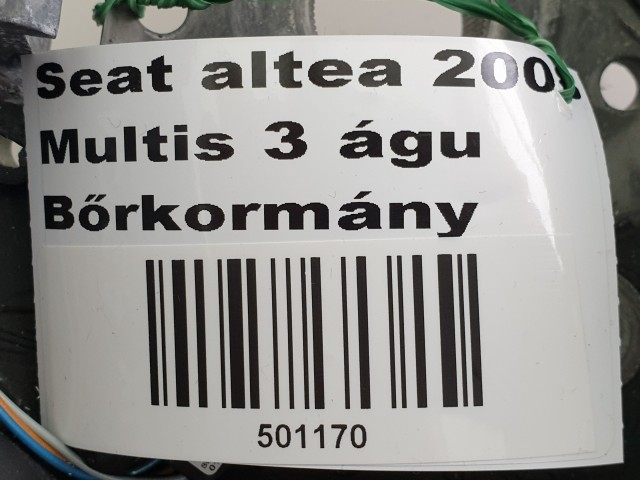 Seat altea
Multis 3 águ
Bőrkormány
501170